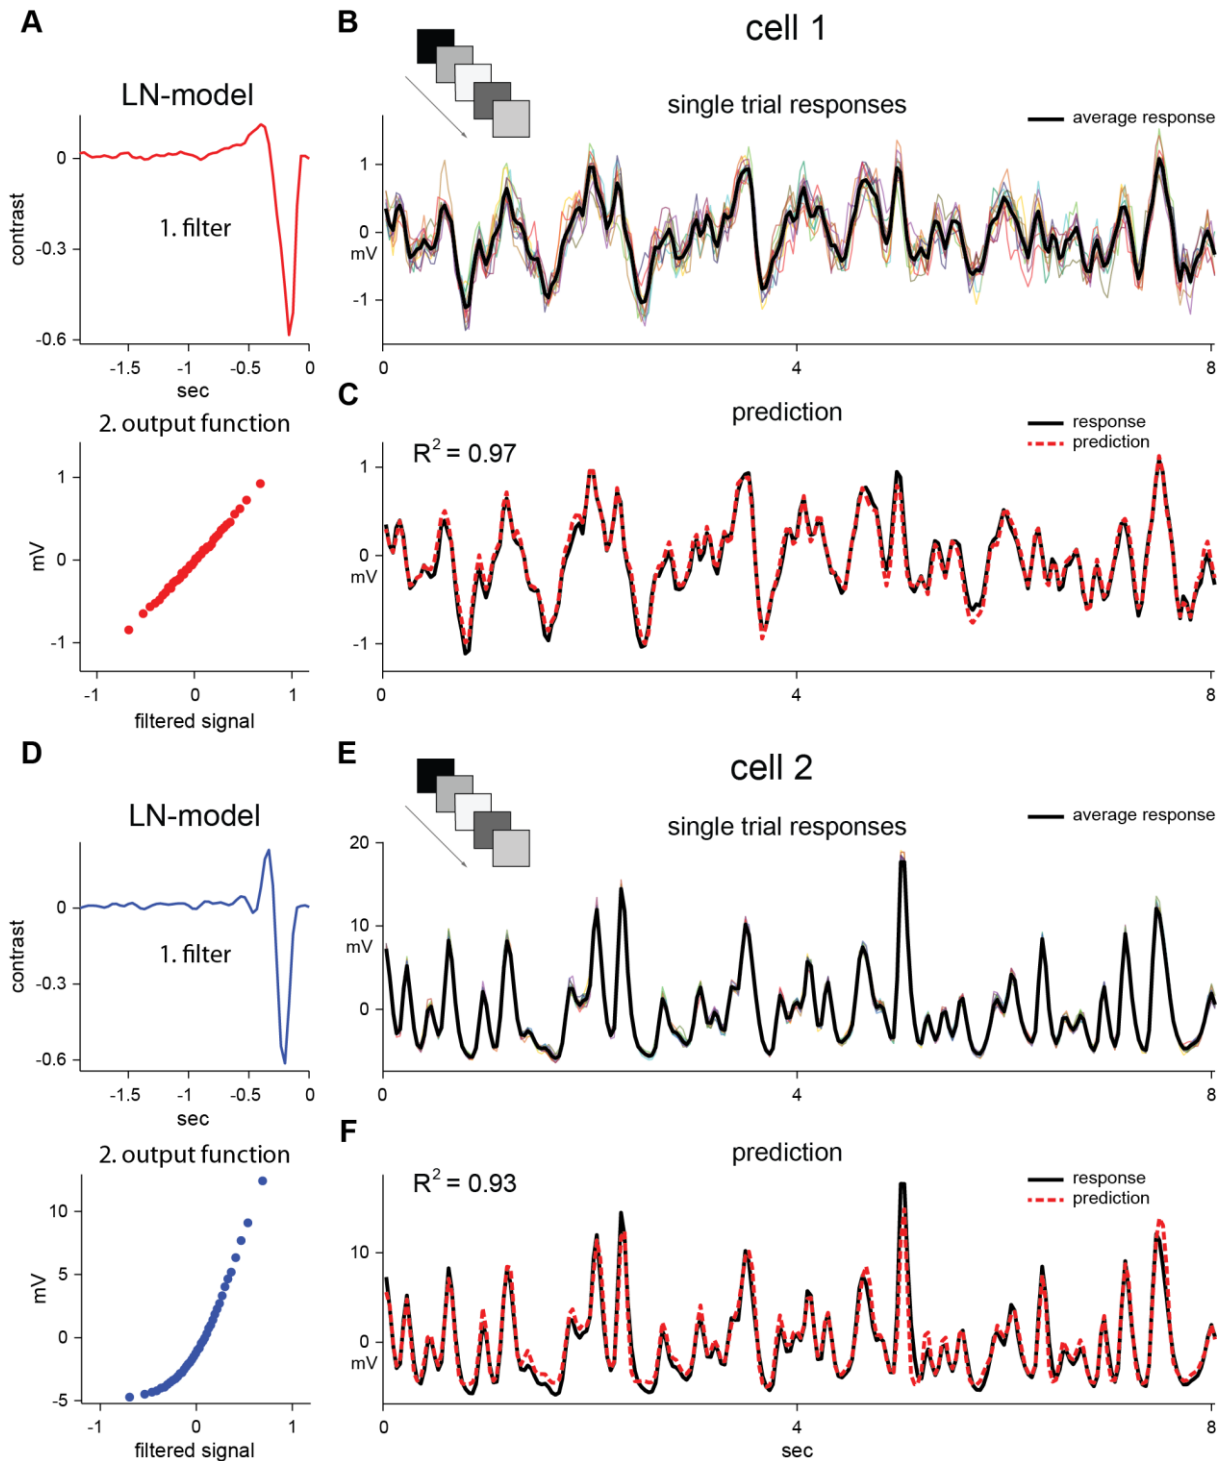 A
LN-model
0
-0.3
-0.6
contrast
1. filter
-1.5 -1 -0.5 0
sec
2. output function
1
0
-1
mV
-1 0 1
filtered signal
B
cell 1
single trial responses
average response
1
0
mV
-1
0 4 8
C
prediction
response
prediction
R² = 0.97
1
0
mV
-1
0 4 8
D
LN-model
0
-0.3
-0.6
contrast
1. filter
-1.5 -1 -0.5 0
sec
2. output function
10
5
0
-5
mV
-1 0 1
filtered signal
E
cell 2
single trial responses
average response
20
10
mV
0
0 4 8
F
prediction
response
prediction
R² = 0.93
10
0
mV
0 4 8
sec